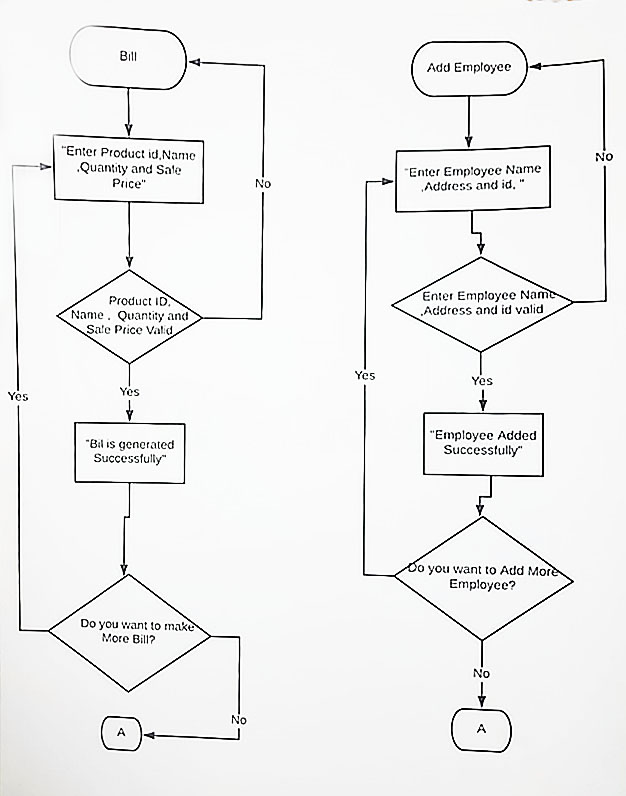 Bill
"Enter Product id,Name
,Quantity and Sale
Price"
No
Product ID,
Name , Quantity and
Sale Price Valid
Yes
Yes
"Bil is generated
Successfully"
Do you want to make
More Bill?
No
A
Add Employee
No
"Enter Employee Name
,Address and id, "
Enter Employee Name
,Address and id valid
Yes
Yes
"Employee Added
Successfully"
Do you want to Add More
Employee?
No
A